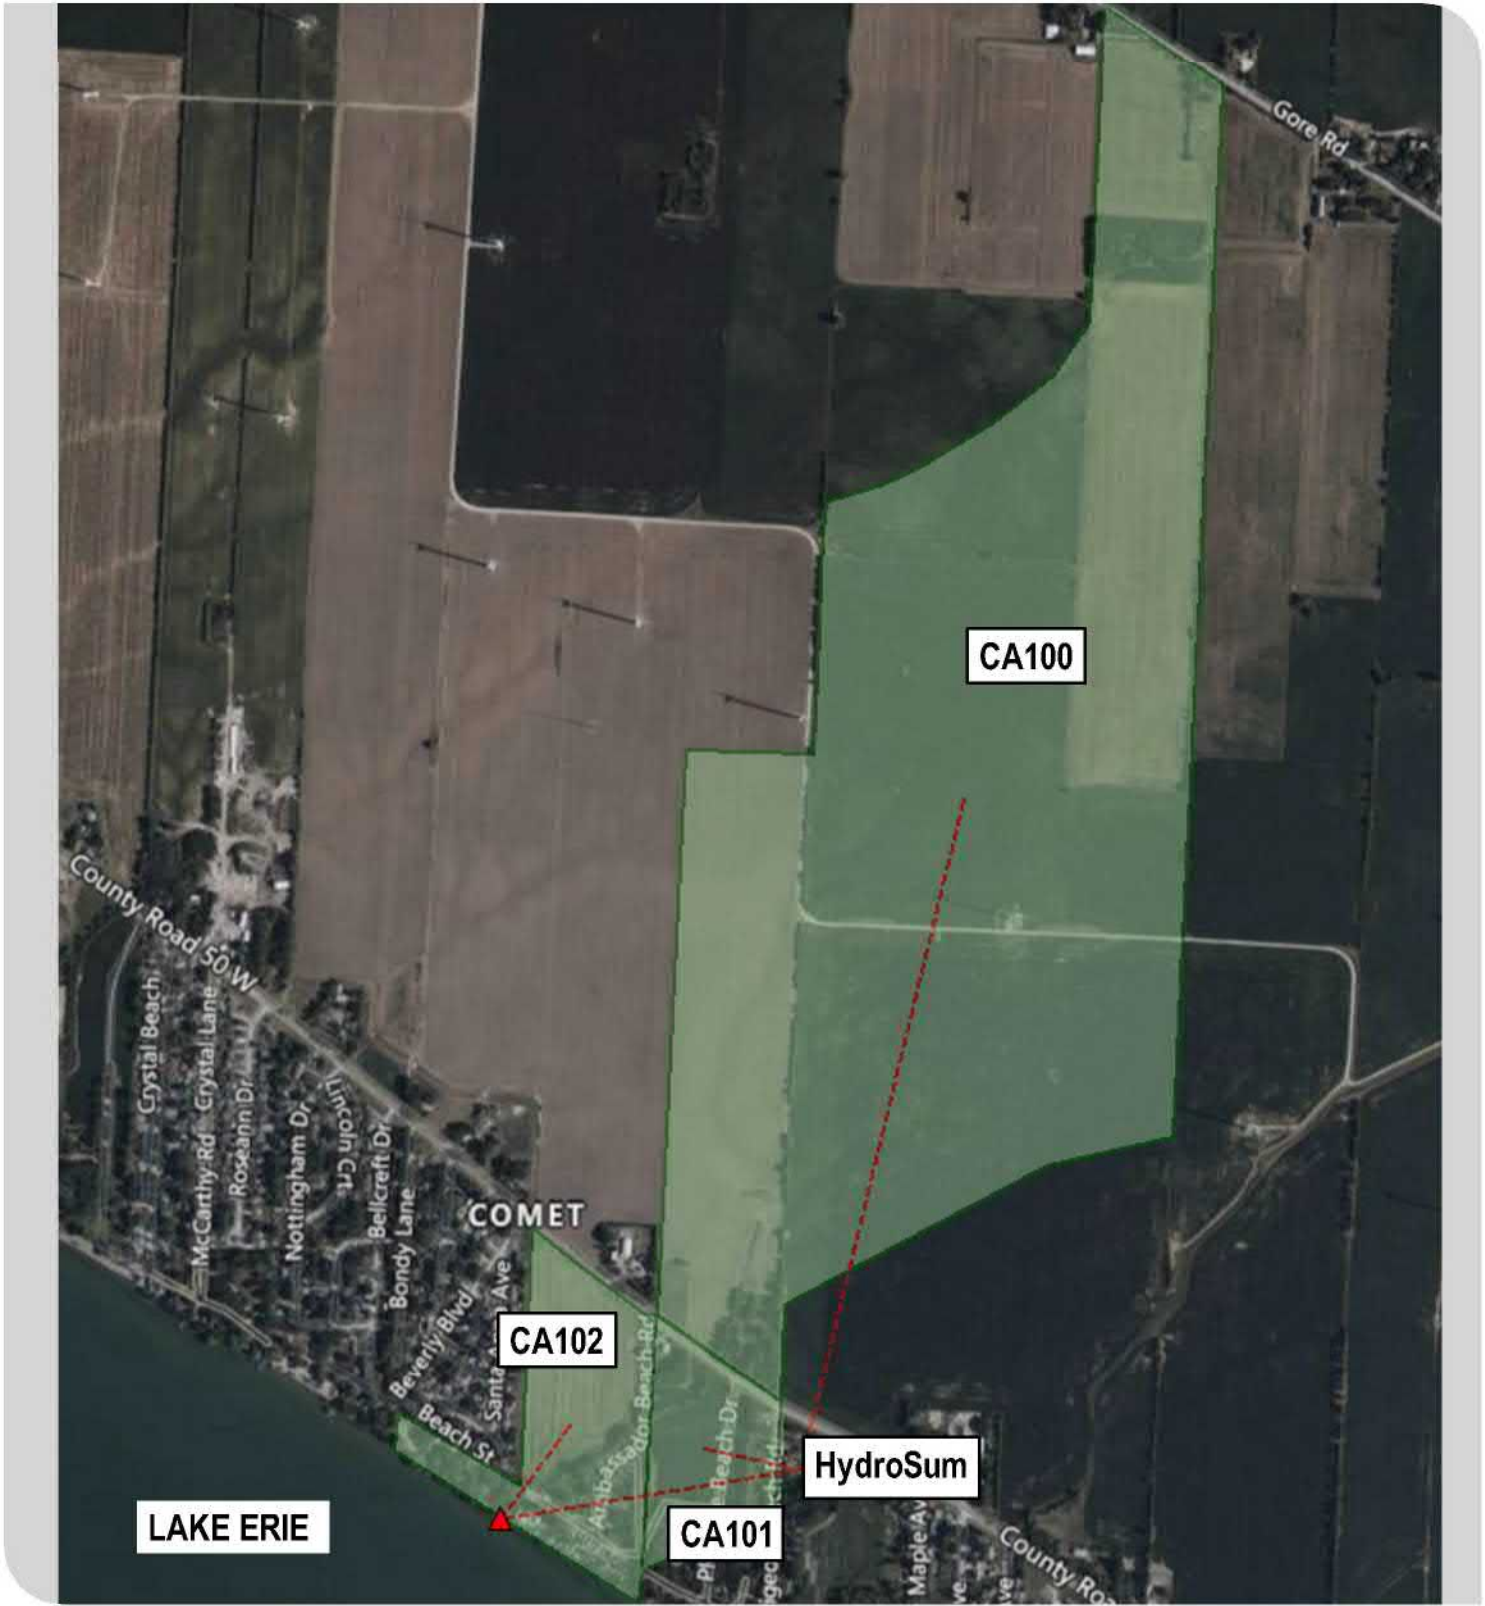 Gore Rd
CA100
County Road 50 W
Crystal Beach
McCarthy Rd
Crystal Lane
Roseann Dr
Nottingham Dr
Lincoln Crt
Bellcreft Dr
Bondy Lane
COMET
Beverly Blvd
Santa
Ave
CA102
Beach St
Ambassador Beach Rd
Beach Dr
HydroSum
LAKE ERIE
CA101
Maple Av
County Roa